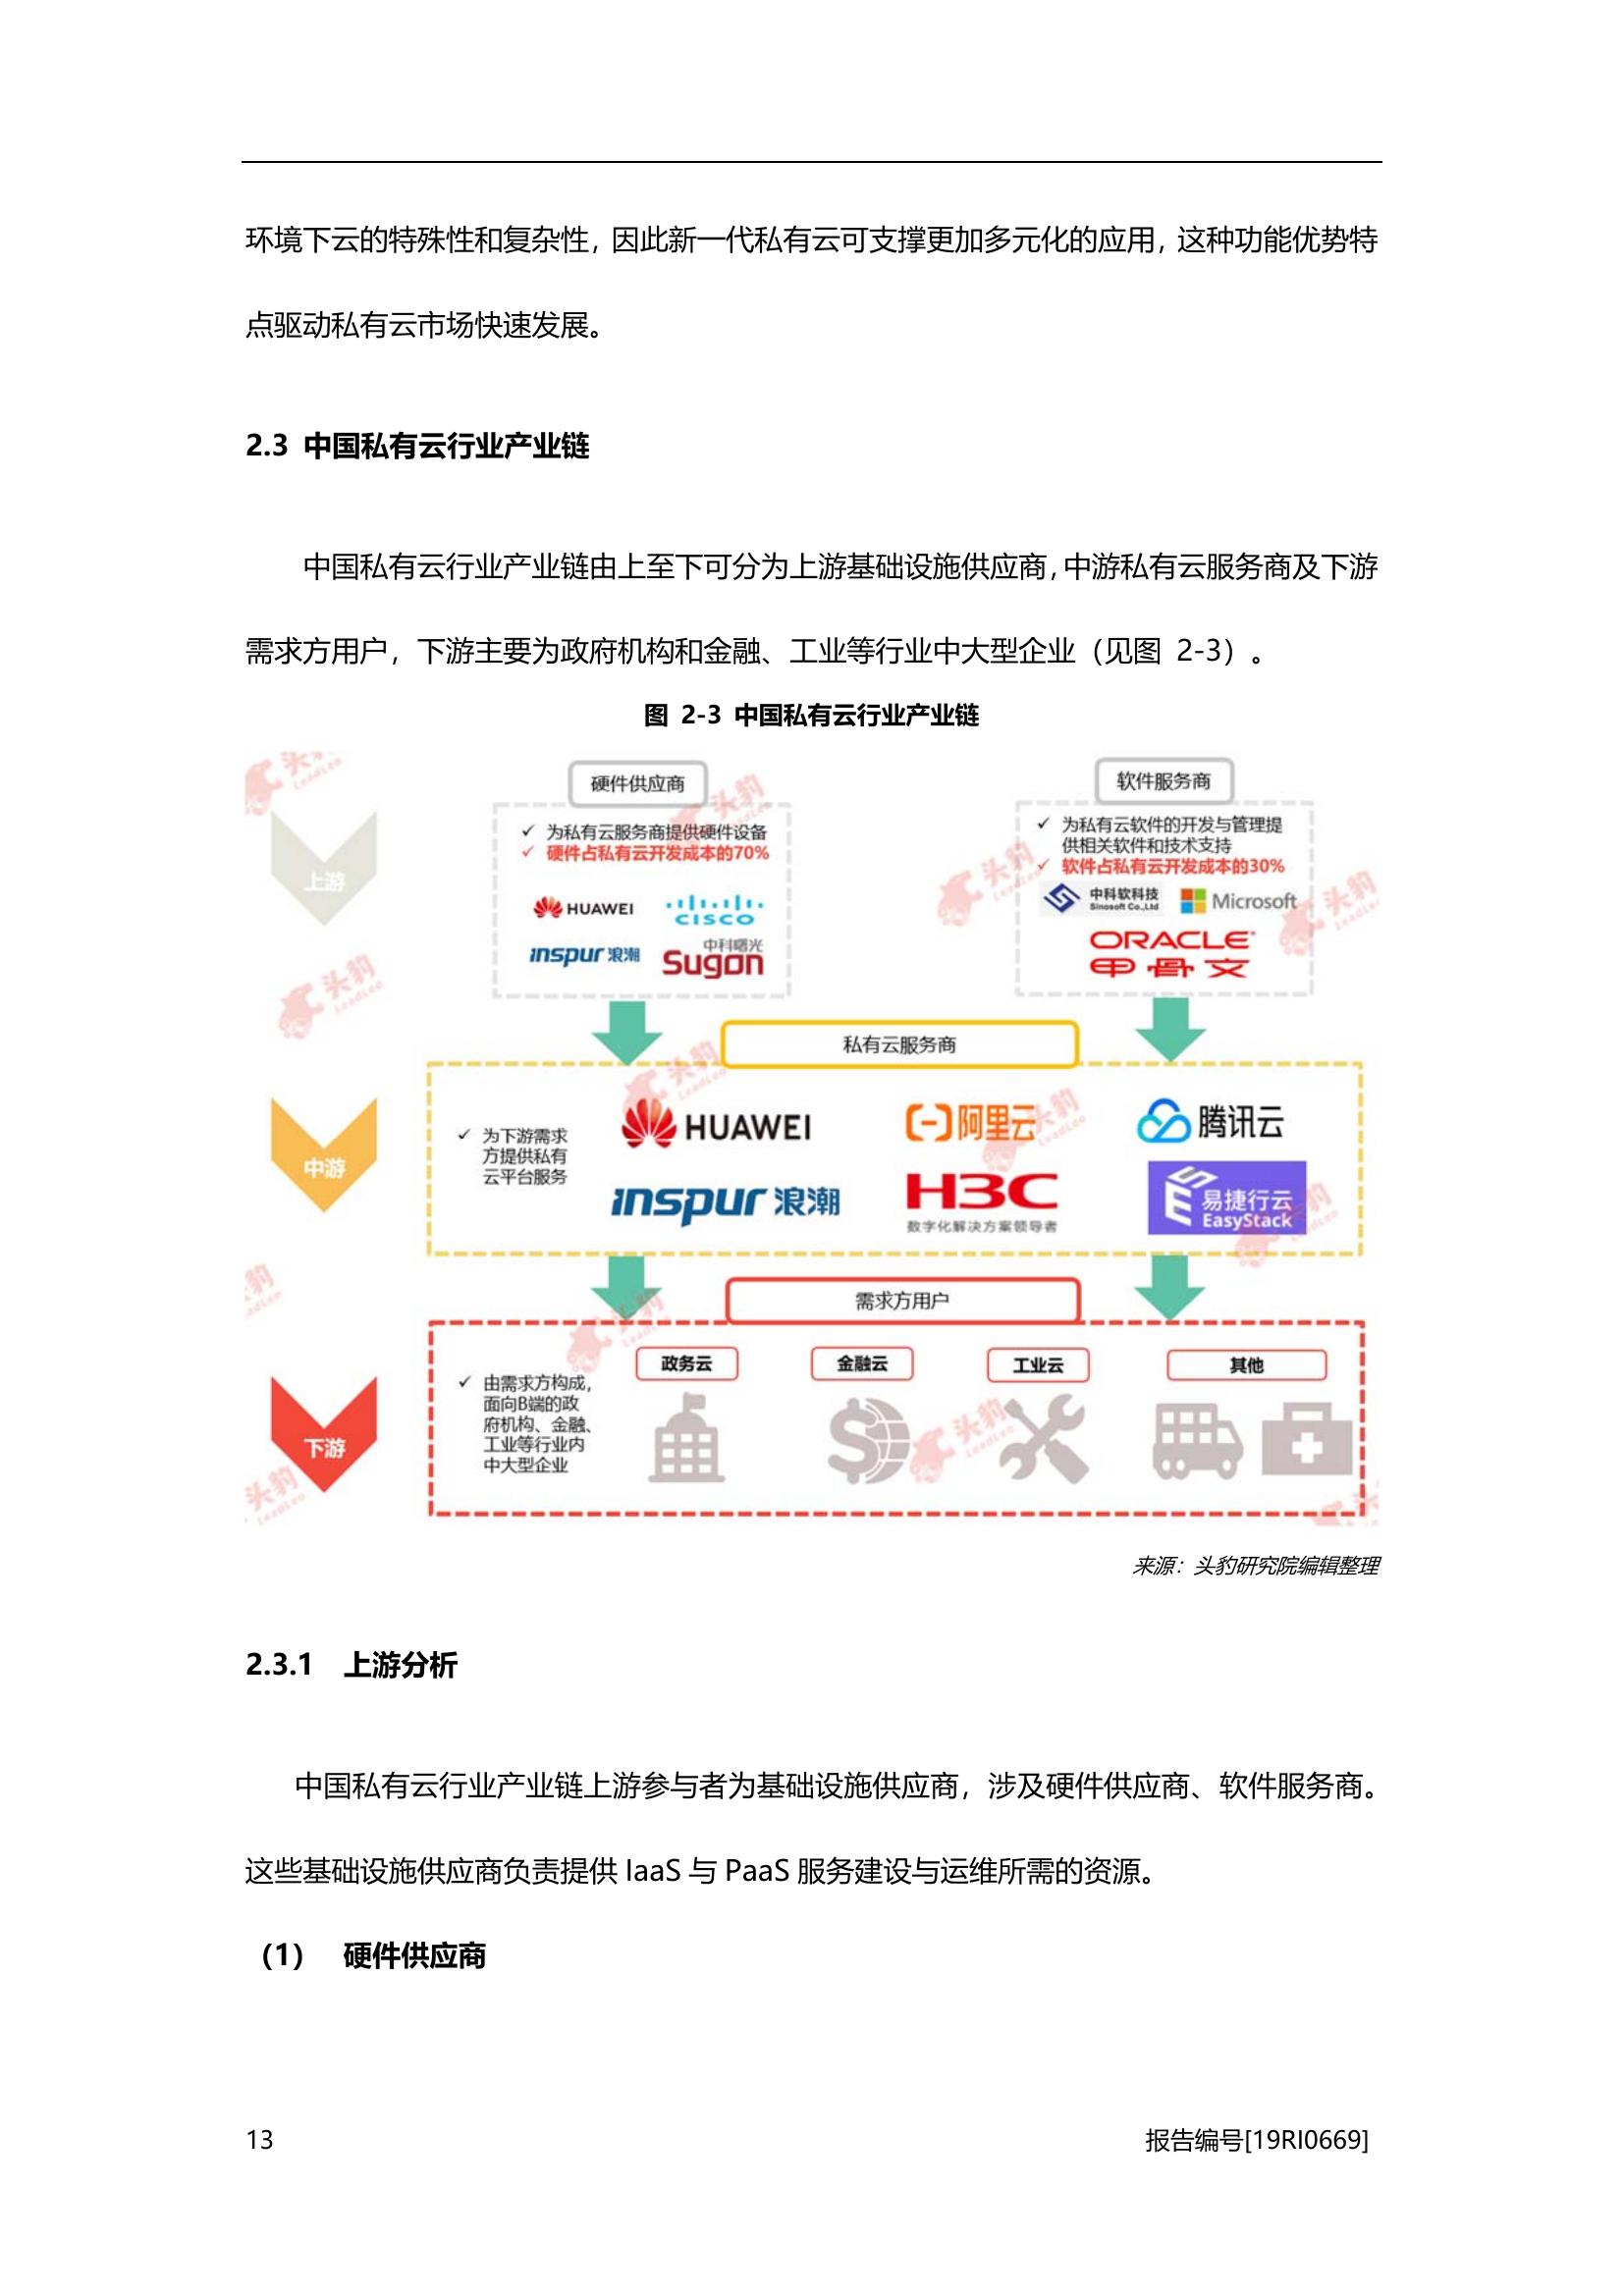 环境下云的特殊性和复杂性，因此新一代私有云可支撑更加多元化的应用，这种功能优势特
点驱动私有云市场快速发展。
2.3 中国私有云行业产业链
中国私有云行业产业链由上至下可分为上游基础设施供应商，中游私有云服务商及下游
需求方用户，下游主要为政府机构和金融、工业等行业中大型企业（见图 2-3）。
图 2-3 中国私有云行业产业链
上游
硬件供应商
✓ 为私有云服务商提供硬件设备
✓ 硬件占私有云开发成本的70%
HUAWEI
CISCO
inspur 浪潮
中科曙光
Sugon
软件服务商
✓ 为私有云软件的开发与管理提
供相关软件和技术支持
✓ 软件占私有云开发成本的30%
中科软科技
Sinosoft Co.,Ltd
Microsoft
ORACLE
甲骨文
中游
私有云服务商
✓ 为下游需求
方提供私有
云平台服务
HUAWEI
阿里云
腾讯云
inspur 浪潮
H3C
数字化解决方案领导者
易捷行云
EasyStack
下游
需求方用户
✓ 由需求方构成，
面向B端的政
府机构、金融、
工业等行业内
中大型企业
政务云
金融云
工业云
其他
头豹
LeadLeo
来源：头豹研究院编辑整理
2.3.1 上游分析
中国私有云行业产业链上游参与者为基础设施供应商，涉及硬件供应商、软件服务商。
这些基础设施供应商负责提供 IaaS 与 PaaS 服务建设与运维所需的资源。
（1） 硬件供应商
13
报告编号[19RI0669]